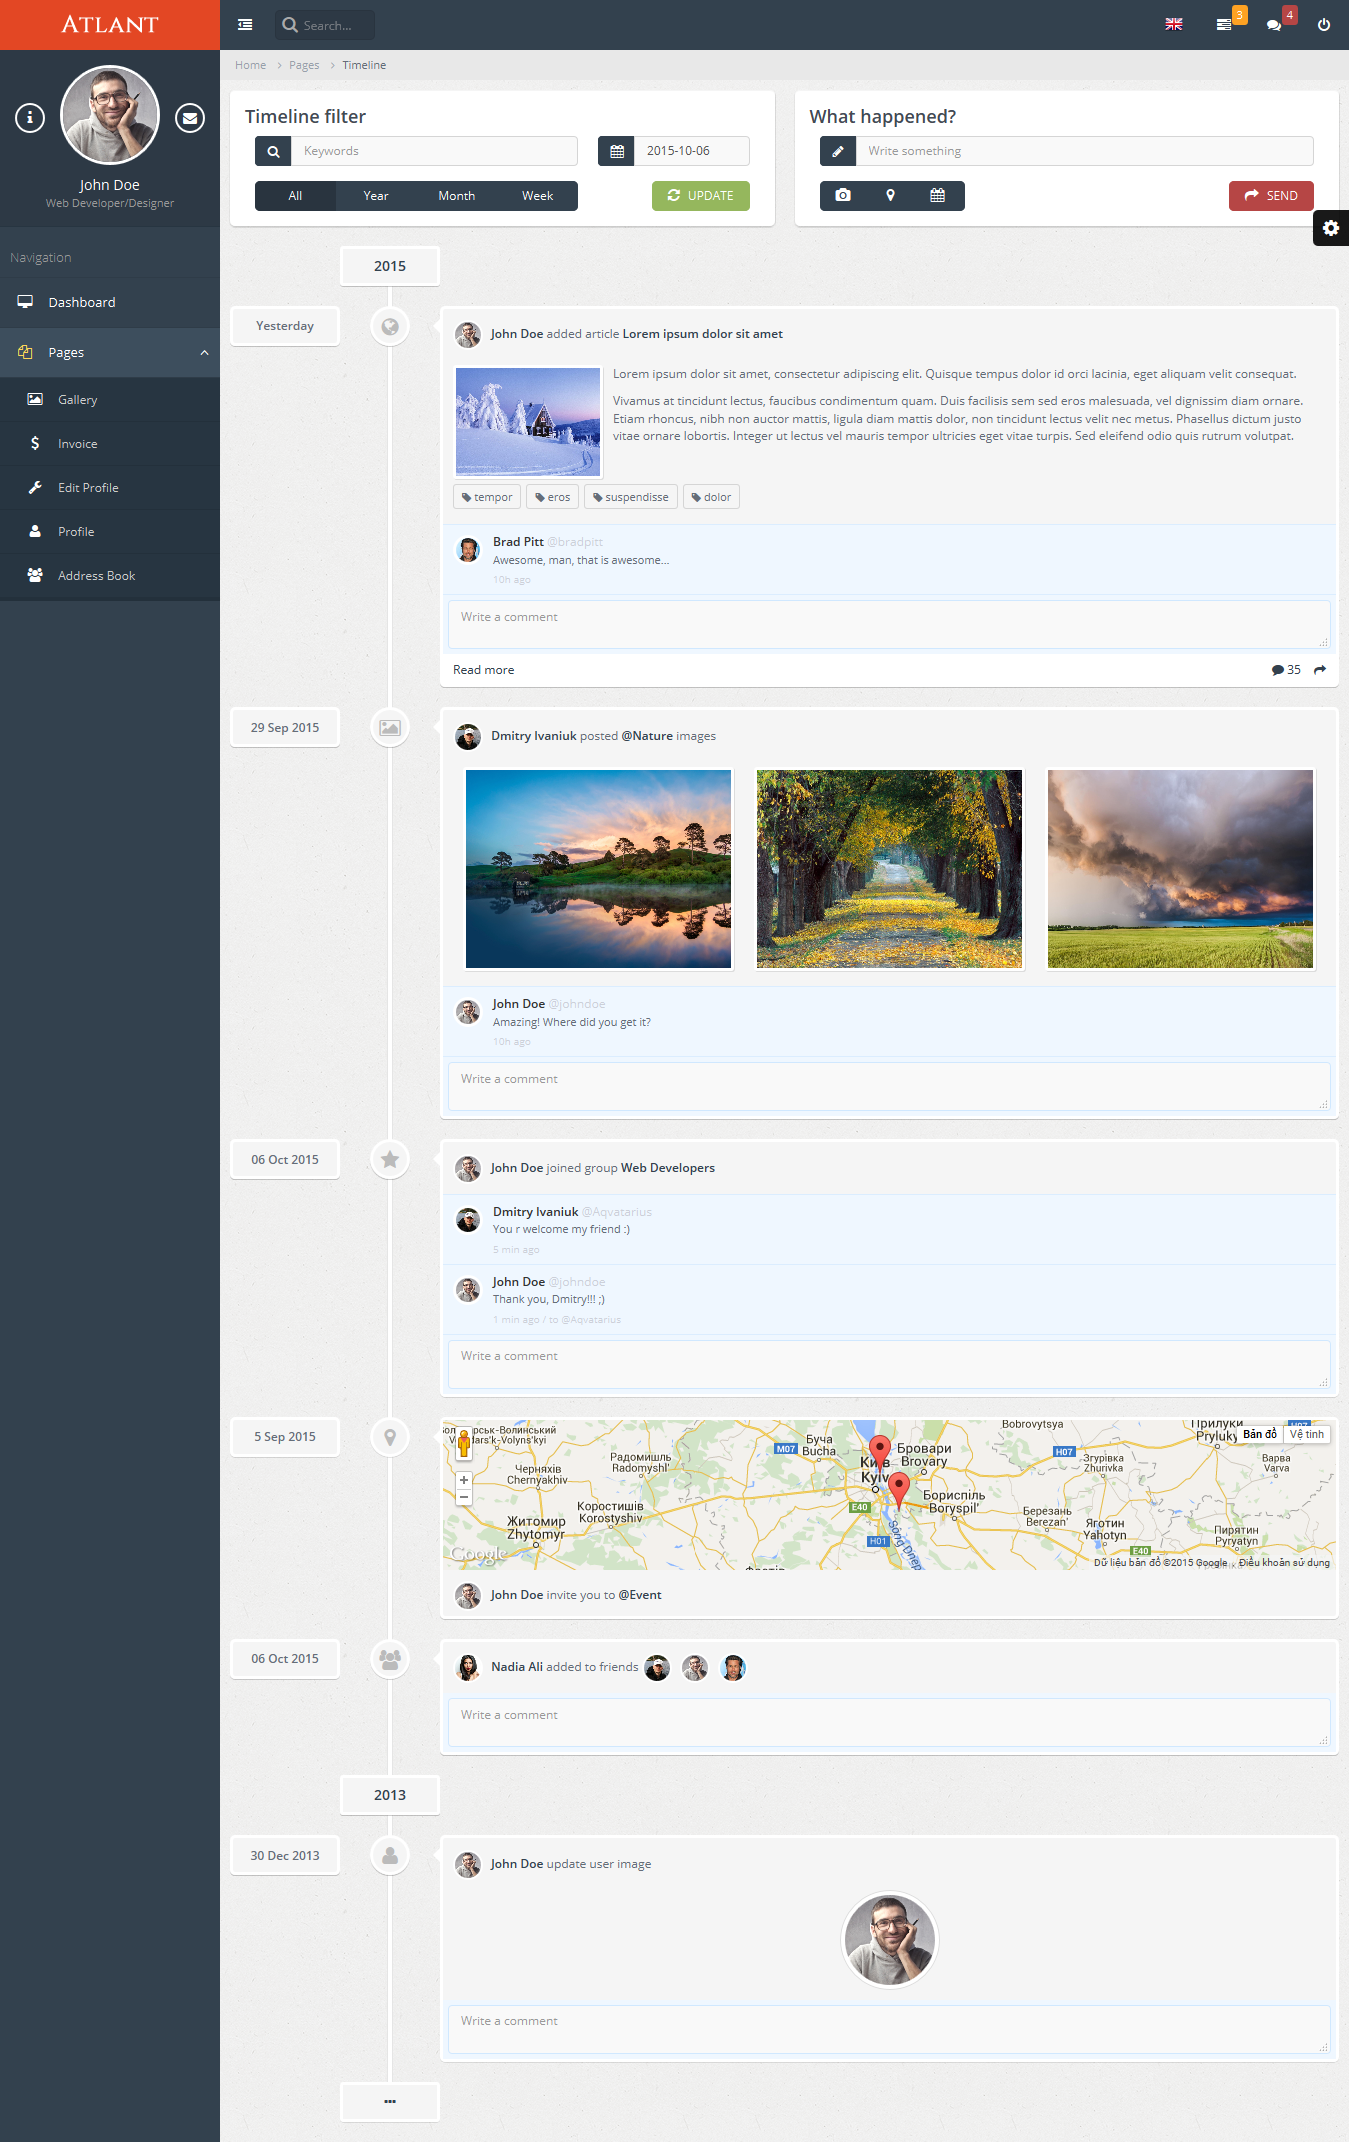 ATLANT
Search...
3
4
John Doe
Web Developer/Designer
Navigation
Dashboard
Pages
Gallery
Invoice
Edit Profile
Profile
Address Book
Home > Pages > Timeline
Timeline filter
Keywords
2015-10-06
All Year Month Week
UPDATE
What happened?
Write something
SEND
2015
Yesterday
John Doe added article Lorem ipsum dolor sit amet
Lorem ipsum dolor sit amet, consectetur adipiscing elit. Quisque tempus dolor id orci lacinia, eget aliquam velit consequat.
Vivamus at tincidunt lectus, faucibus condimentum quam. Duis facilisis sem sed eros malesuada, vel dignissim diam ornare.
Etiam rhoncus, nibh non auctor mattis, ligula diam mattis dolor, non tincidunt lectus velit nec metus. Phasellus dictum justo
vitae ornare lobortis. Integer ut lectus vel mauris tempor ultricies eget vitae turpis. Sed eleifend odio quis rutrum volutpat.
tempor eros suspendisse dolor
Brad Pitt @bradpitt
Awesome, man, that is awesome...
10h ago
Write a comment
Read more
35
29 Sep 2015
Dmitry Ivaniuk posted @Nature images
John Doe @johndoe
Amazing! Where did you get it?
10h ago
Write a comment
06 Oct 2015
John Doe joined group Web Developers
Dmitry Ivaniuk @Aqvatarius
You r welcome my friend :)
5 min ago
John Doe @johndoe
Thank you, Dmitry!!! ;)
1 min ago / to @Aqvatarius
Write a comment
5 Sep 2015
Bobrovytsya
Прилуки
Pryluky
Bản đồ
Vệ tinh
Буча
Bucha
M07
Бровари
Brovary
H07
Згурівка
Zhurivka
Варва
Varva
Київ
Kyiv
Радомишль
Radomyshl'
Черняхів
Chernyakhiv
Коростишів
Korostyshiv
Житомир
Zhytomyr
E40
Бориспіль
Boryspil'
Березань
Berezan'
Яготин
Yahotyn
Пирятин
Pyryatyn
H01
Sông Dnep
E40
Google
Dữ liệu bản đồ ©2015 Google
Điều khoản sử dụng
John Doe invite you to @Event
06 Oct 2015
Nadia Ali added to friends
Write a comment
2013
30 Dec 2013
John Doe update user image
Write a comment
...